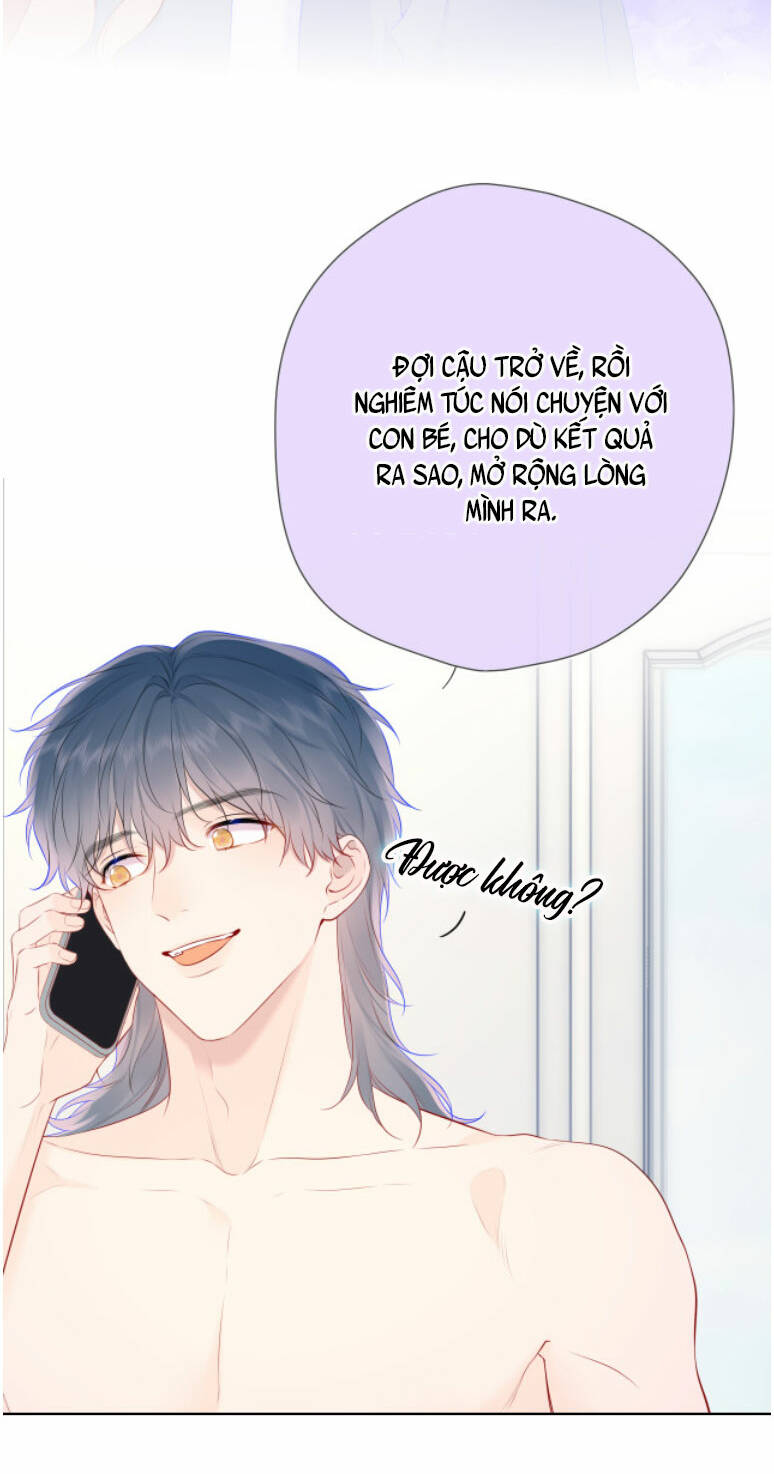 ĐỢI CẬU TRỞ VỀ, RỒI
NGHIÊM TÚC NÓI CHUYỆN VỚI
CON BÉ, CHO DÙ KẾT QUẢ
RA SAO, MỞ RỘNG LÒNG
MÌNH RA.
Được không?